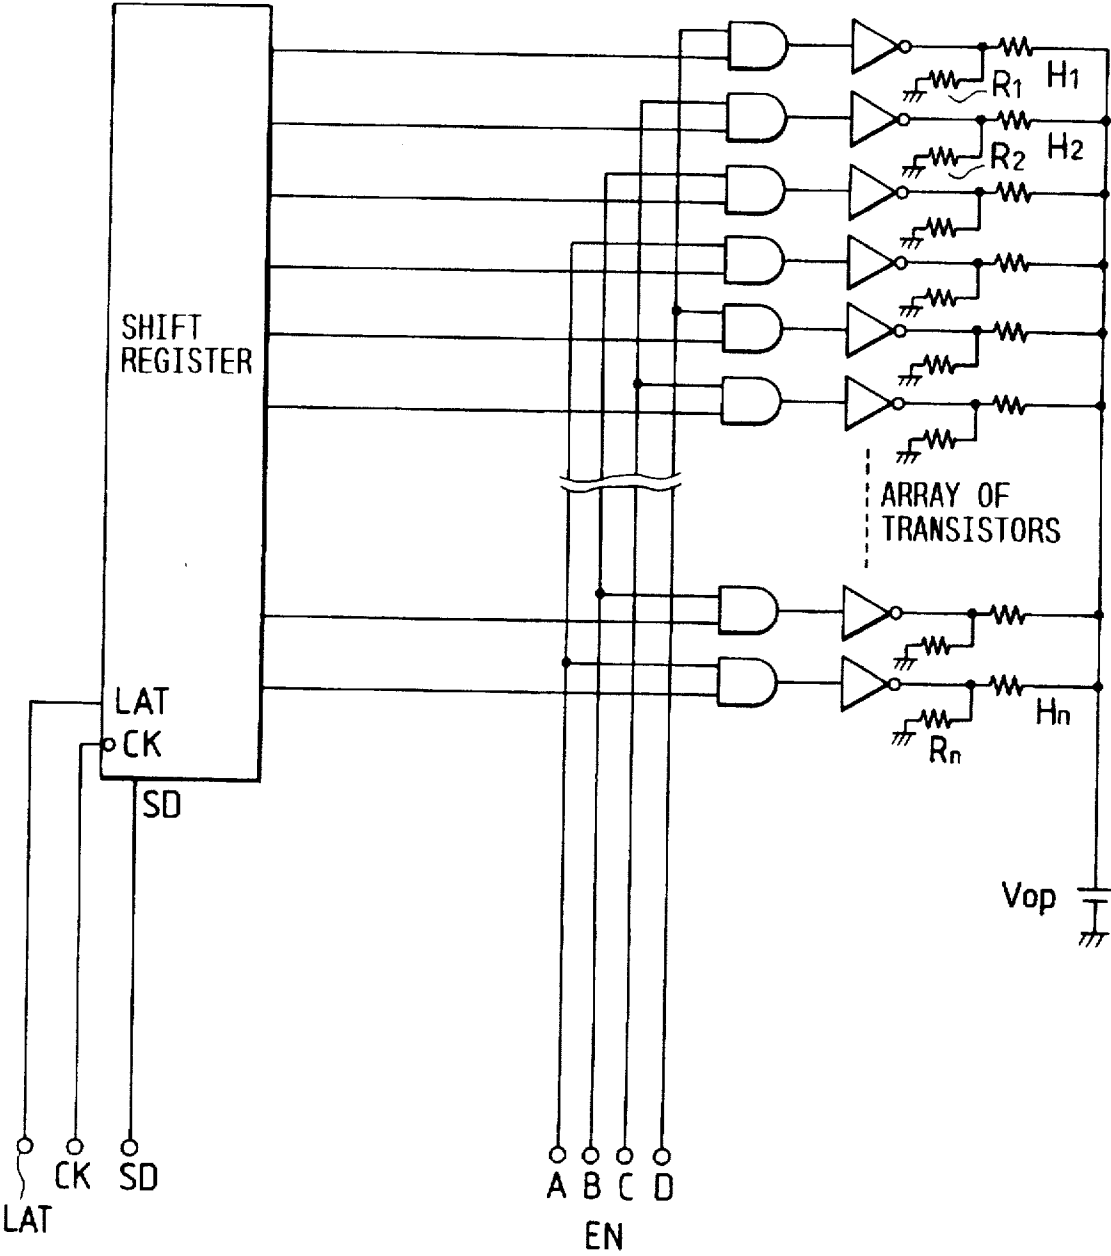 H1
R1
H2
R2
SHIFT
REGISTER
ARRAY OF
TRANSISTORS
LAT
CK
SD
Hn
Rn
Vop
CK
SD
LAT
A B C D
EN